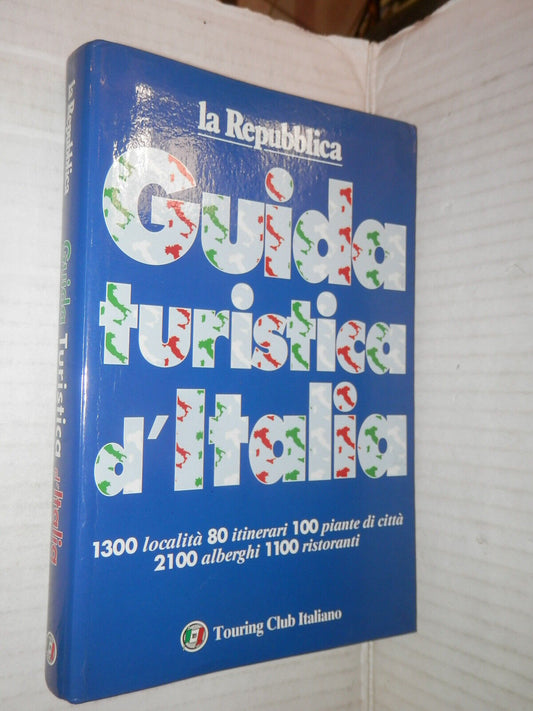 la Repubblica
Guida
turistica
d'Italia
1300 località 80 itinerari 100 piante di città
2100 alberghi 1100 ristoranti
Touring Club Italiano
la Repubblica Guida Turistica d'Italia